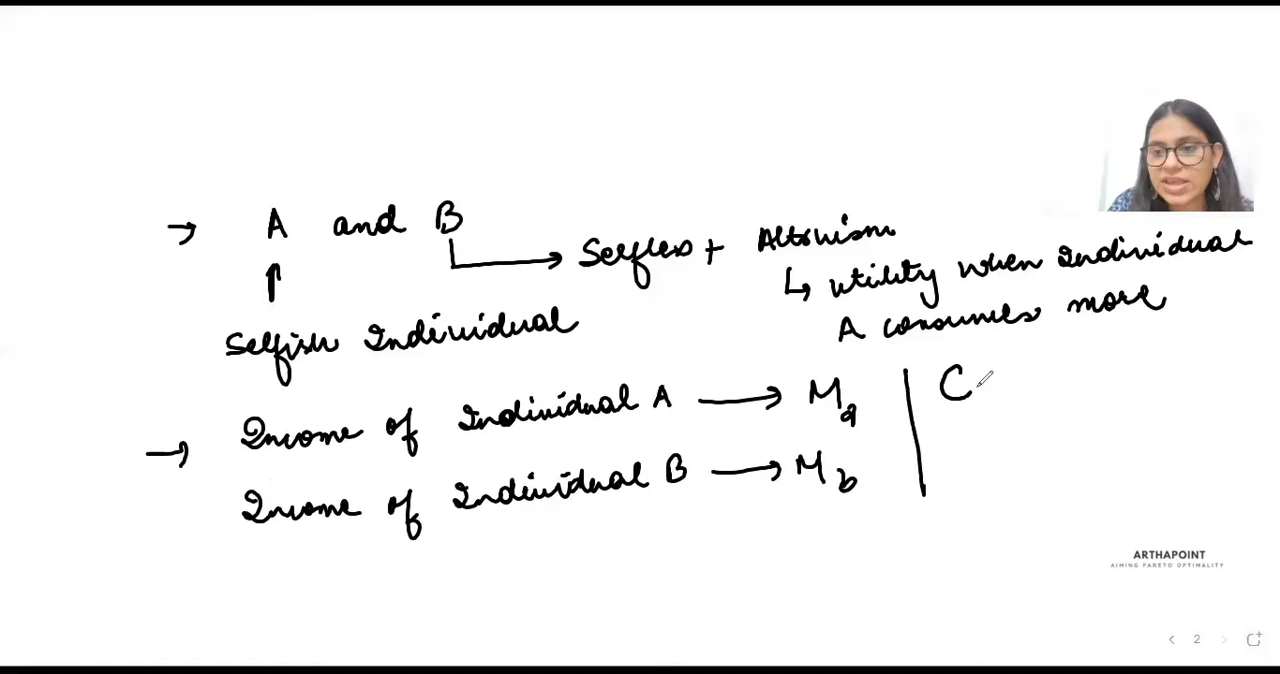 → A and B → Selfless + Altruism
↳ utility when Individual
A consumes more
↑
Selfish Individual
→ Income of Individual A → Ma | C
Income of Individual B → Mb
ARTHAPOINT
AIMING PARETO OPTIMALITY
< 2 >